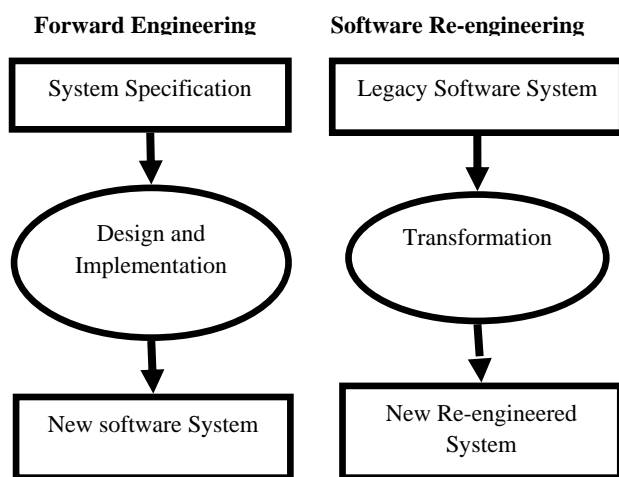 Forward Engineering
Software Re-engineering
System Specification
Legacy Software System
Design and
Implementation
Transformation
New software System
New Re-engineered
System